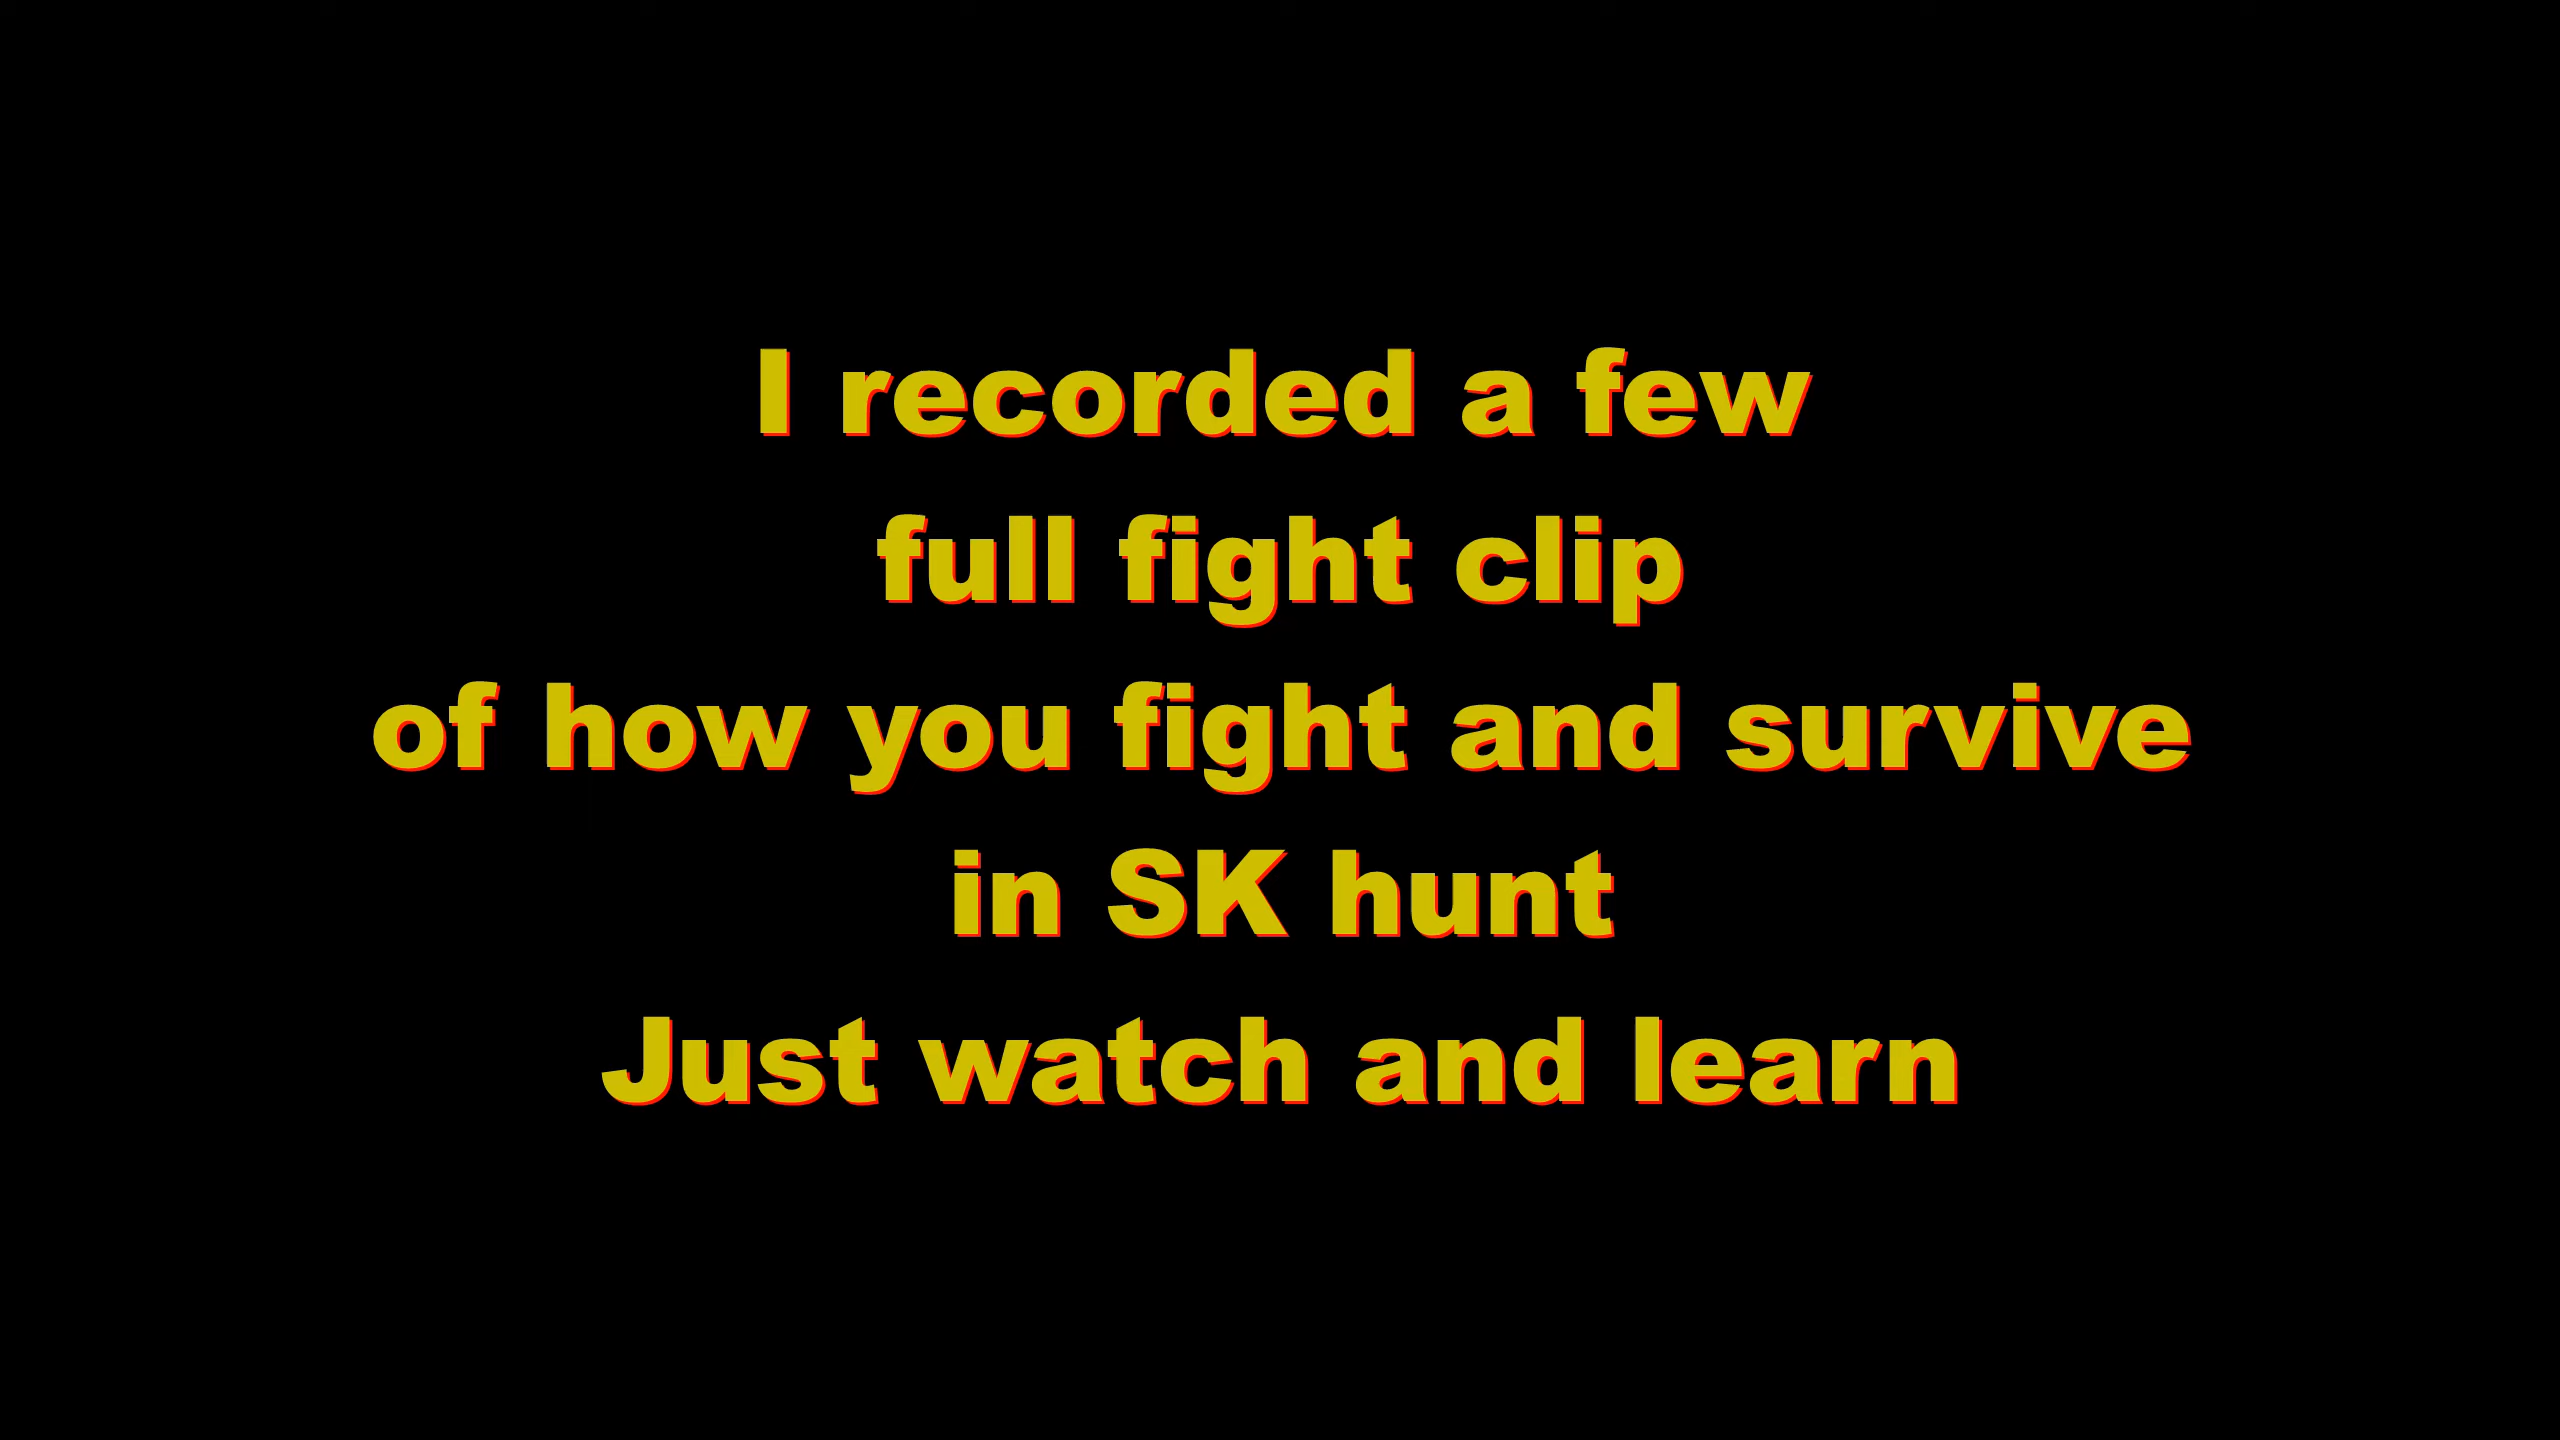 I recorded a few
full fight clip
of how you fight and survive
in SK hunt
Just watch and learn